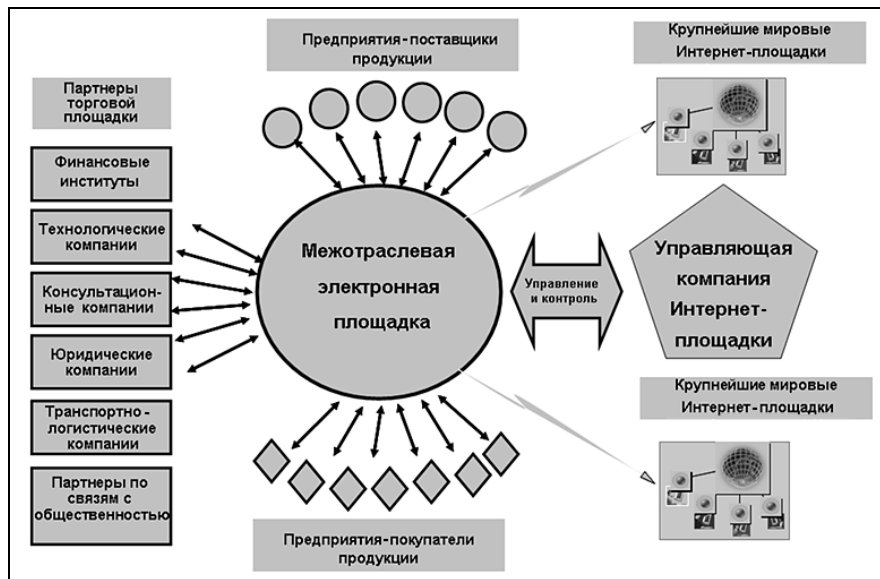 Предприятия-поставщики
продукции
Крупнейшие мировые
Интернет-площадки
Партнеры
торговой
площадки
Финансовые
институты
Технологические
компании
Консультацион-
ные компании
Юридические
компании
Транспортно-
логистические
компании
Партнеры по
связям с
общественностью
Межотраслевая
электронная
площадка
Управление
и контроль
Управляющая
компания
Интернет-
площадки
Крупнейшие мировые
Интернет-площадки
Предприятия-покупатели
продукции